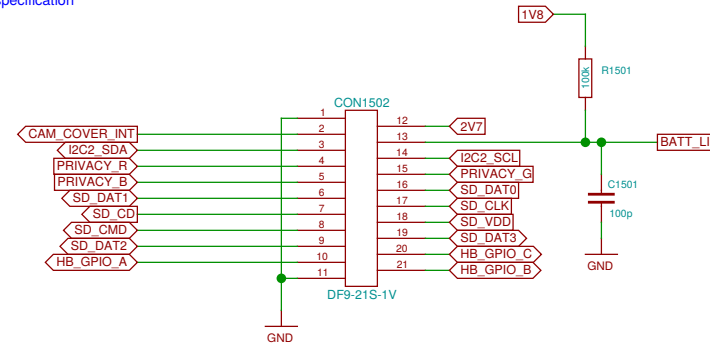 specification
1V8
100k
R1501
CON1502
1
12
2V7
CAM_COVER_INT
2
13
BATT_LI
I2C2_SDA
3
14
I2C2_SCL
PRIVACY_R
4
15
PRIVACY_G
PRIVACY_B
5
16
SD_DAT0
SD_DAT1
6
17
SD_CLK
C1501
SD_CD
7
18
SD_VDD
100p
SD_CMD
8
19
SD_DAT3
SD_DAT2
9
20
HB_GPIO_C
HB_GPIO_A
10
21
HB_GPIO_B
11
GND
DF9-21S-1V
GND